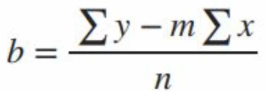 b = (∑ y − m ∑ x) / n